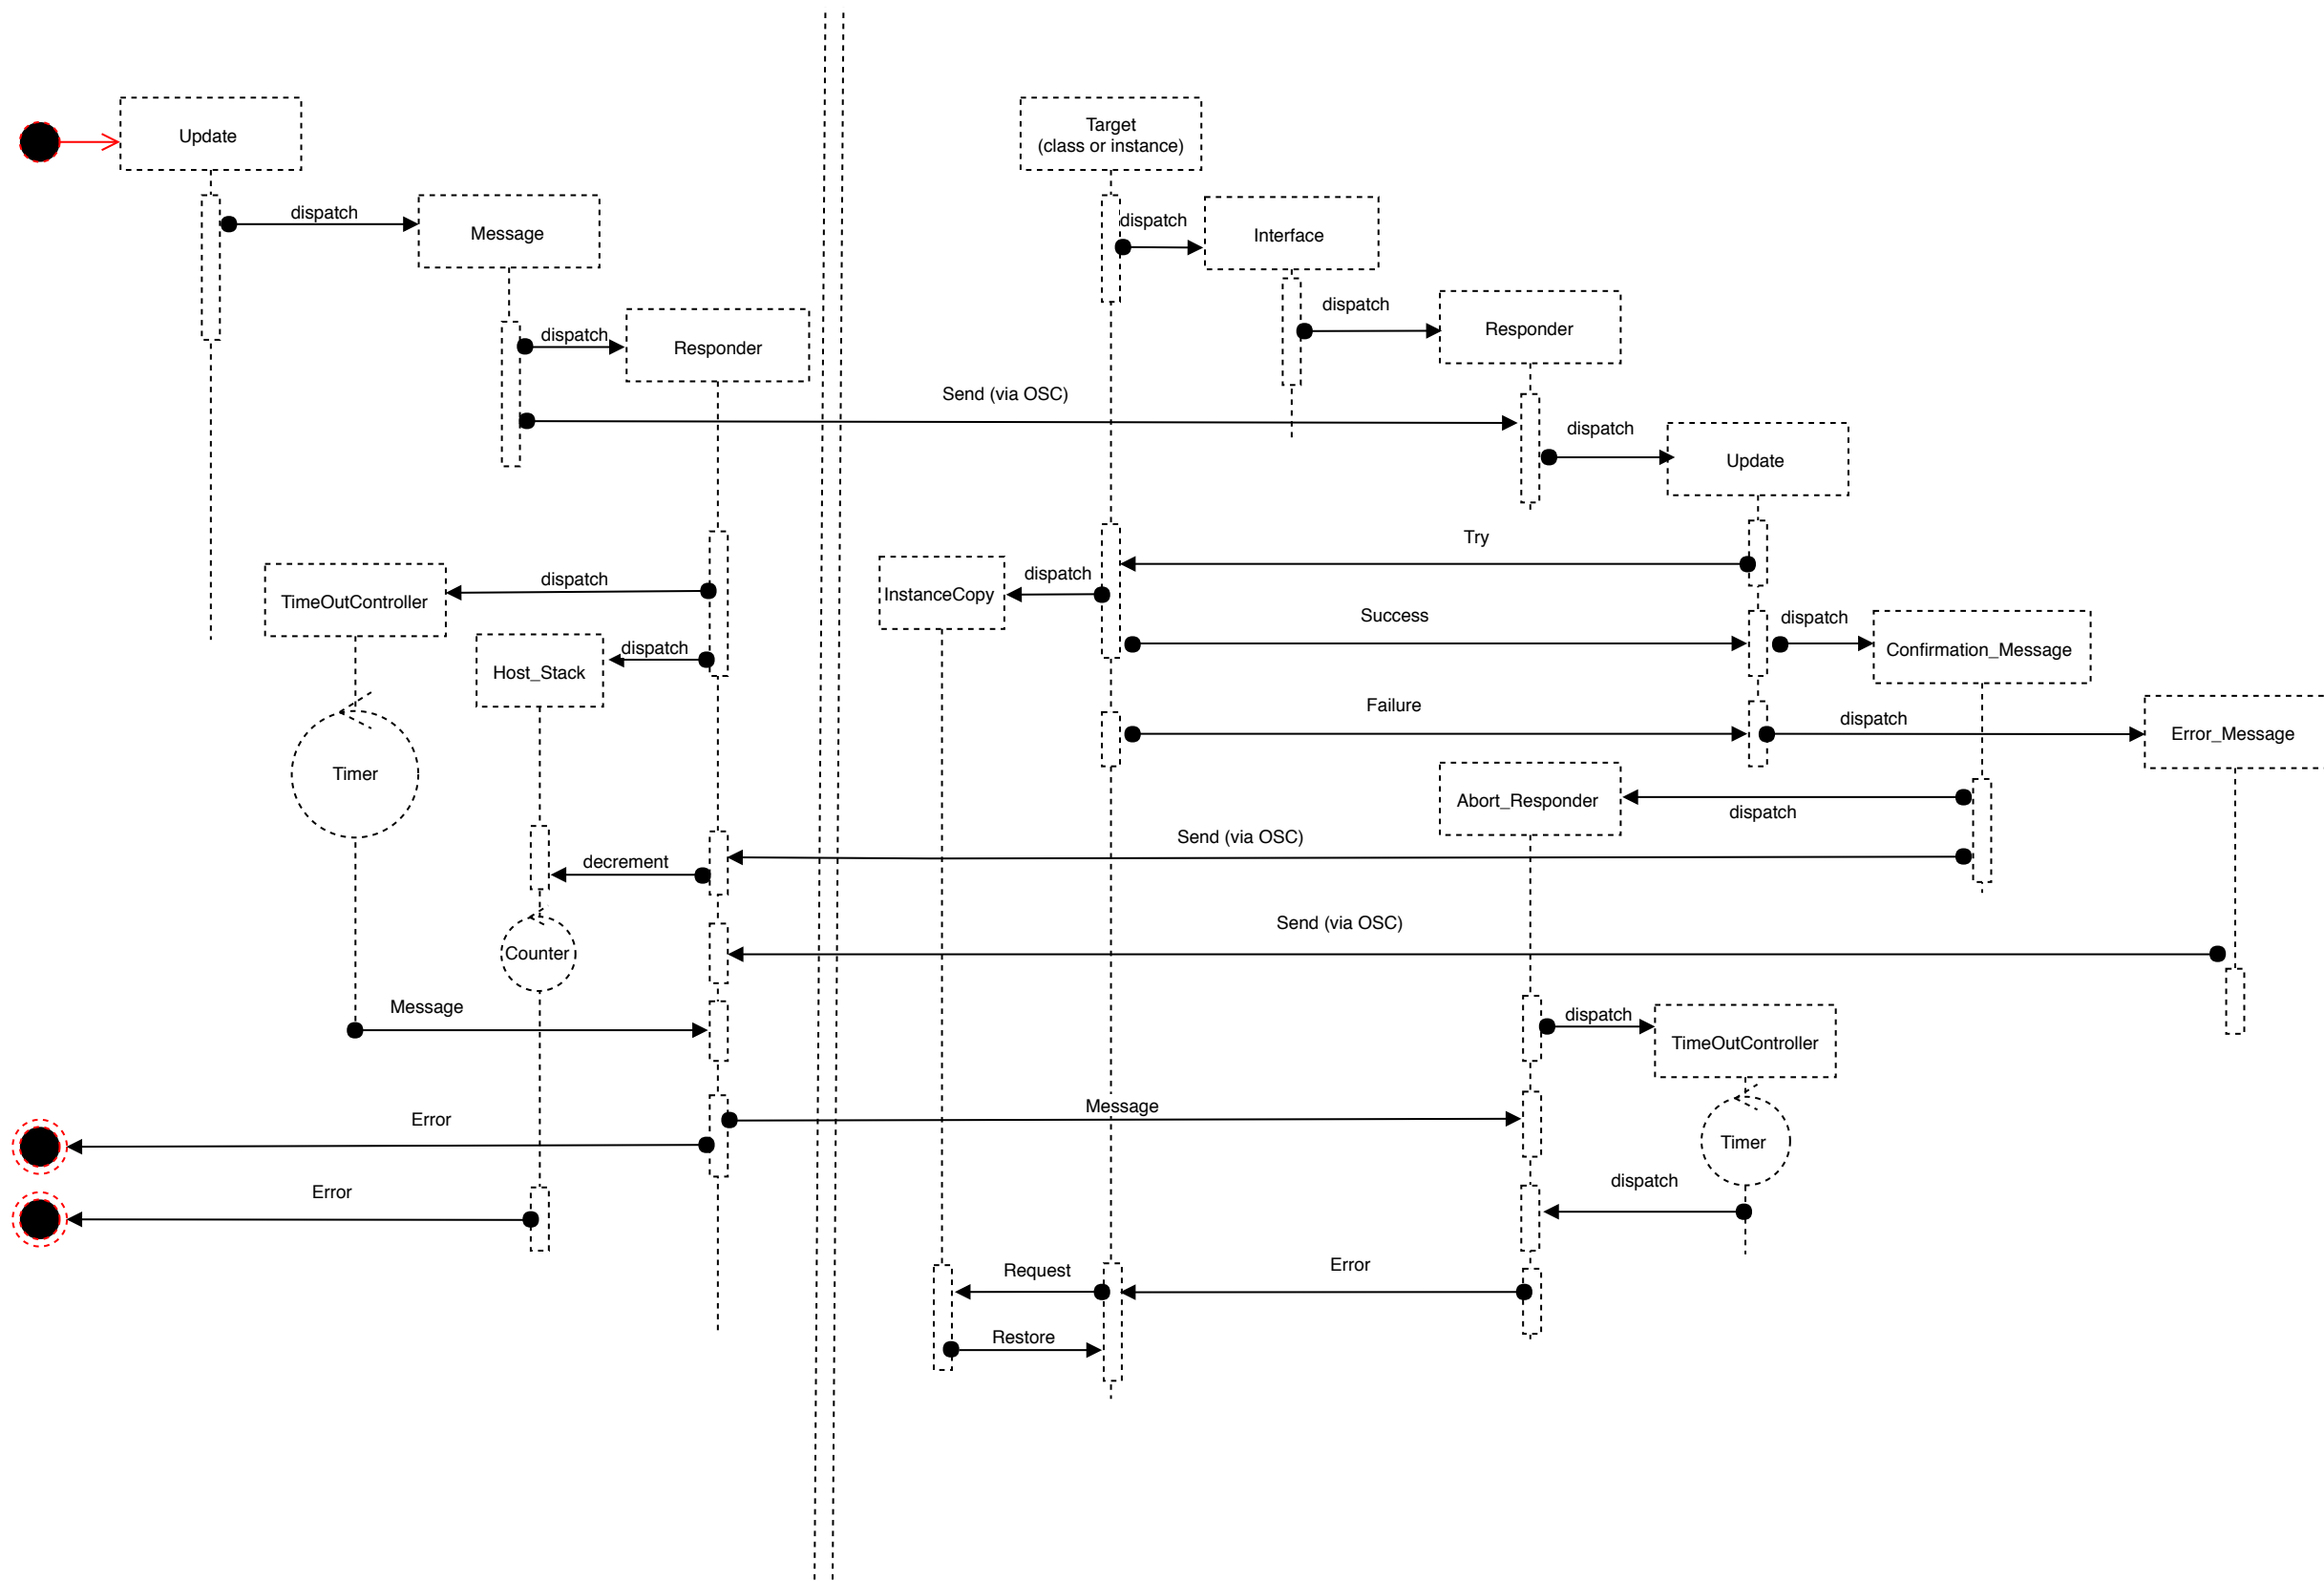 Update
Target
(class or instance)
dispatch
Message
dispatch
Interface
dispatch
Responder
dispatch
Responder
Send (via OSC)
dispatch
Update
Try
TimeOutController
dispatch
InstanceCopy
dispatch
Success
dispatch
Confirmation_Message
Host_Stack
dispatch
Failure
dispatch
Error_Message
Timer
Abort_Responder
dispatch
Send (via OSC)
decrement
Send (via OSC)
Counter
Message
dispatch
TimeOutController
Error
Message
Timer
Error
dispatch
Request
Error
Restore